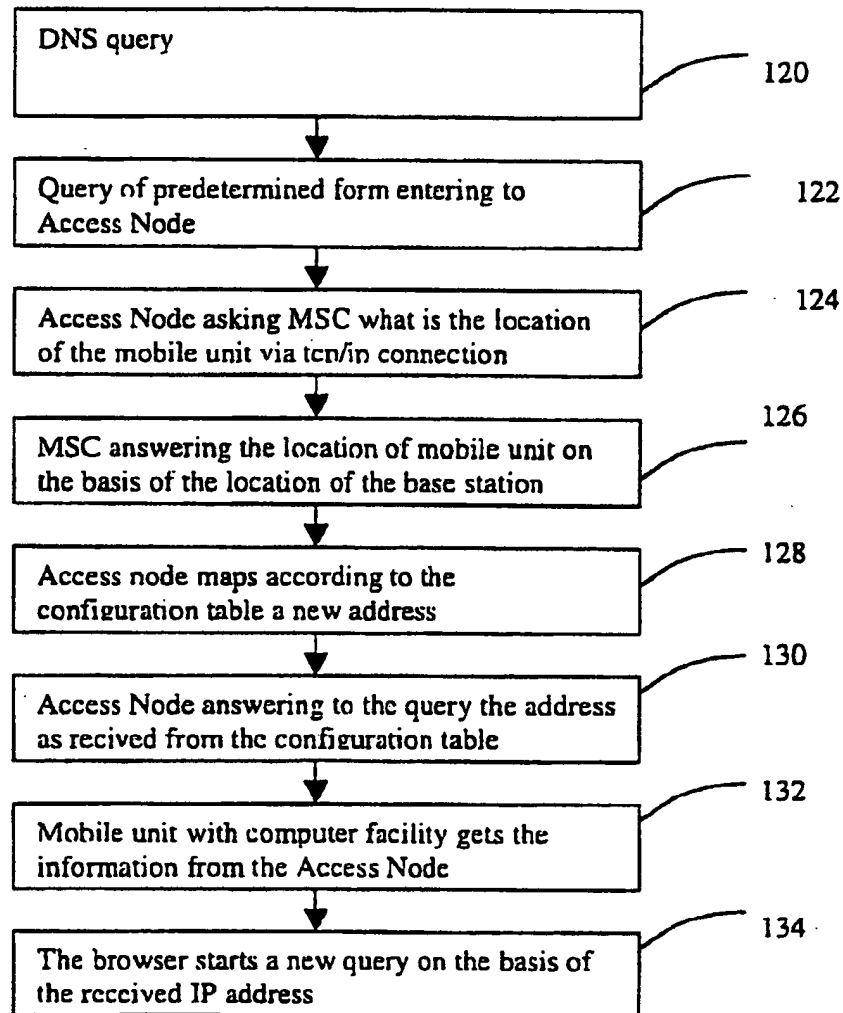 DNS query
120
Query of predetermined form entering to
Access Node
122
Access Node asking MSC what is the location
of the mobile unit via tcp/ip connection
124
MSC answering the location of mobile unit on
the basis of the location of the base station
126
Access node maps according to the
configuration table a new address
128
Access Node answering to the query the address
as recived from the configuration table
130
Mobile unit with computer facility gets the
information from the Access Node
132
The browser starts a new query on the basis of
the received IP address
134